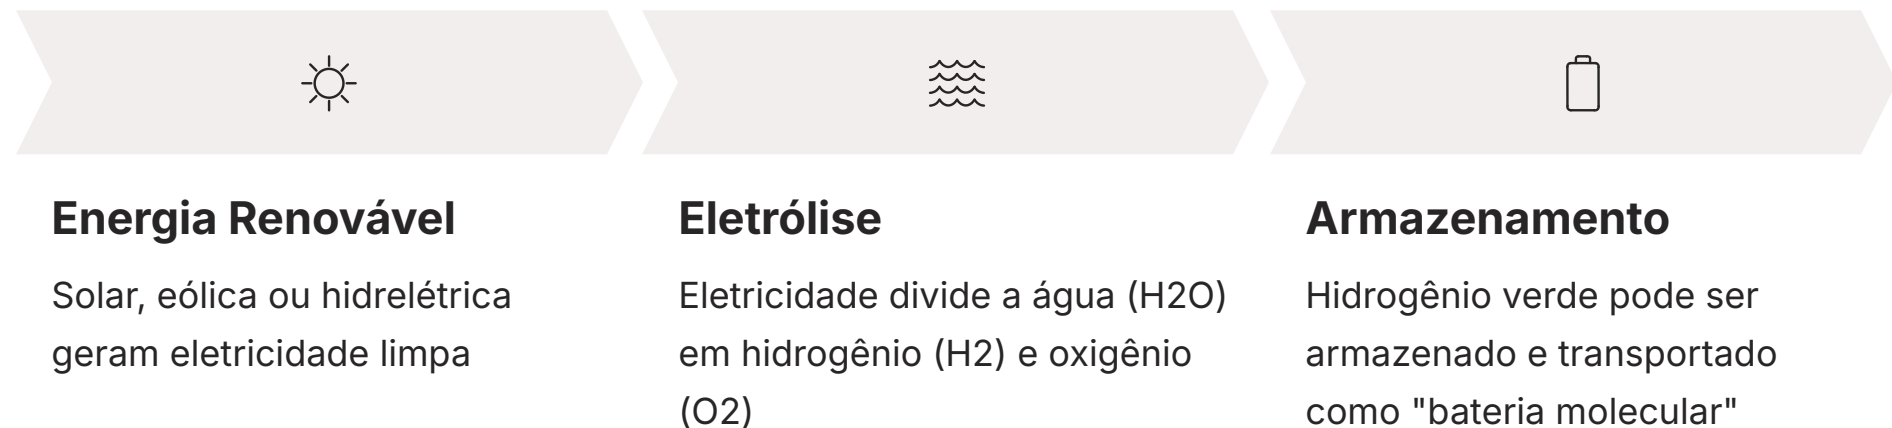 Energia Renovável
Solar, eólica ou hidrelétrica
geram eletricidade limpa
Eletrólise
Eletricidade divide a água (H2O)
em hidrogênio (H2) e oxigênio
(O2)
Armazenamento
Hidrogênio verde pode ser
armazenado e transportado
como "bateria molecular"